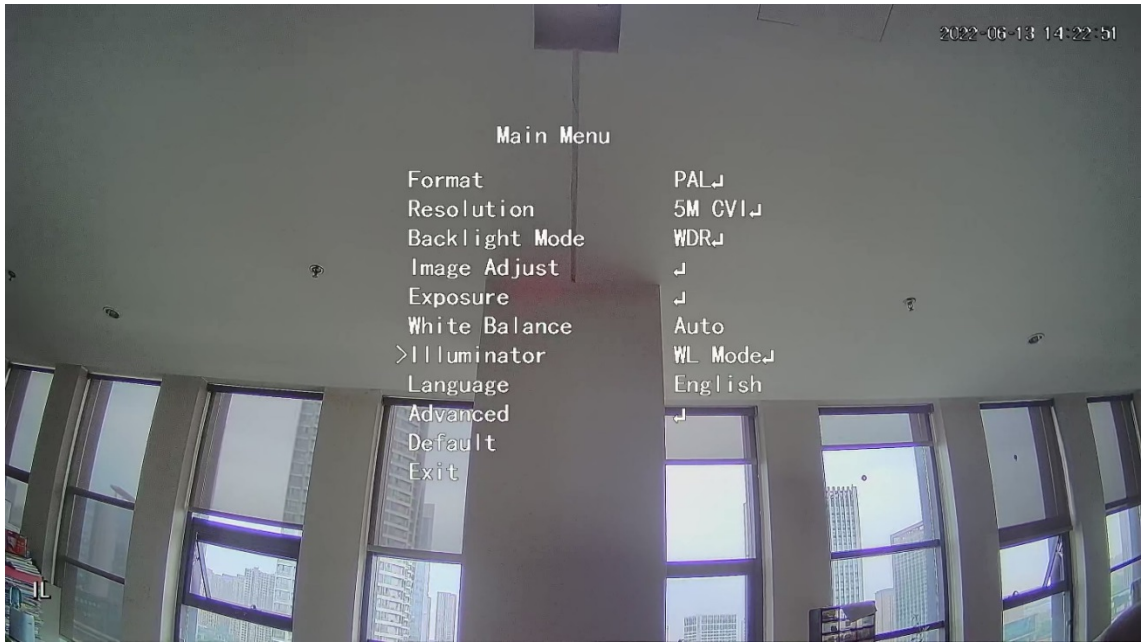 2022-06-13 14:22:51
Main Menu
Format PAL↵
Resolution 5M CVI↵
Backlight Mode WDR↵
Image Adjust ↵
Exposure ↵
White Balance Auto
>Illuminator WL Mode↵
Language English
Advanced ↵
Default
Exit
IL